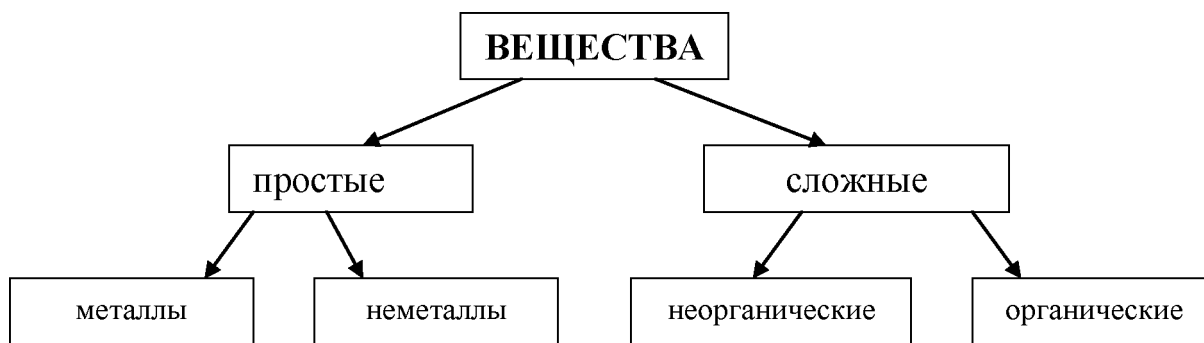 ВЕЩЕСТВА
простые
сложные
металлы
неметаллы
неорганические
органические